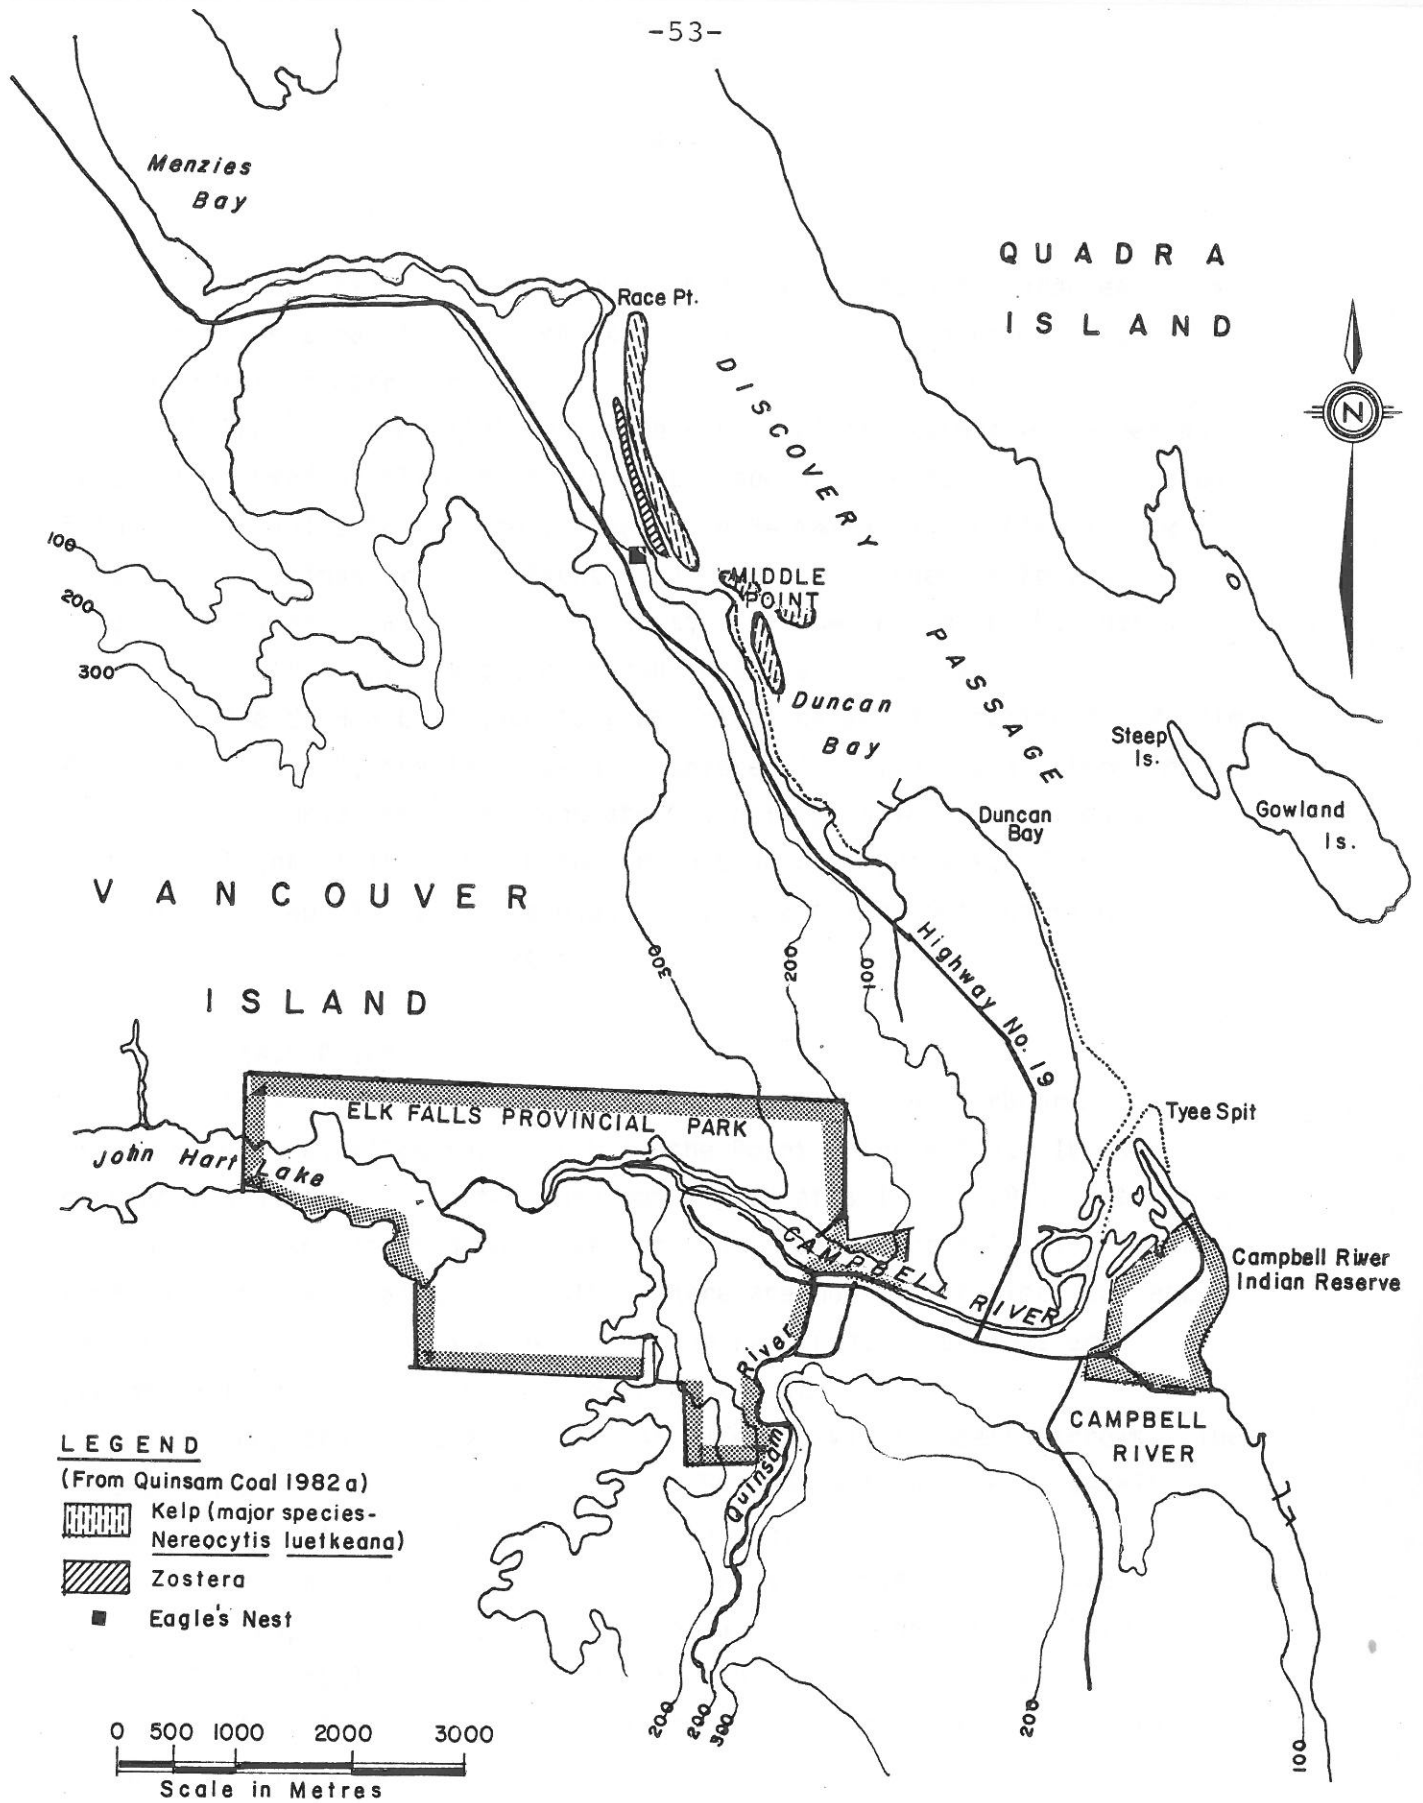 -53-
Menzies
Bay
QUADRA
ISLAND
Race Pt.
DISCOVERY
PASSAGE
N
100
200
300
MIDDLE
POINT
Duncan
Bay
Steep
Is.
Gowland
Is.
Duncan
Bay
VANCOUVER
ISLAND
300
200
100
Highway No. 19
ELK FALLS PROVINCIAL PARK
Tyee Spit
John Hart Lake
CAMPBELL RIVER
Campbell River
Indian Reserve
Quinsam River
CAMPBELL
RIVER
LEGEND
(From Quinsam Coal 1982a)
Kelp (major species-
Nereocytis luetkeana)
Zostera
Eagle's Nest
200
200
300
200
100
0 500 1000 2000 3000
Scale in Metres